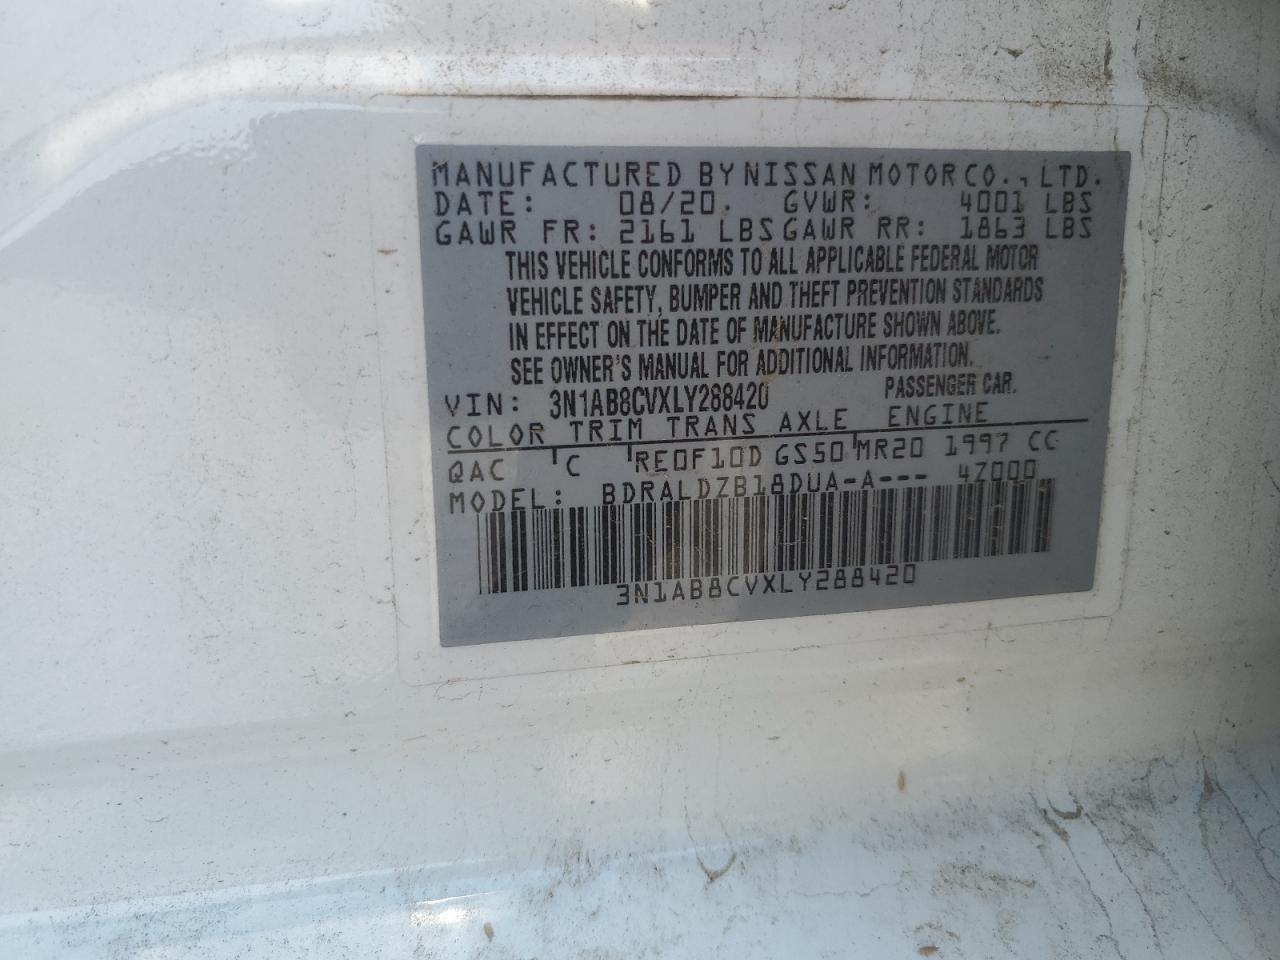 MANUFACTURED BY NISSAN MOTOR CO., LTD.
DATE: 08/20. GVWR: 4001 LBS
GAWR FR: 2161 LBS GAWR RR: 1863 LBS
THIS VEHICLE CONFORMS TO ALL APPLICABLE FEDERAL MOTOR
VEHICLE SAFETY, BUMPER AND THEFT PREVENTION STANDARDS
IN EFFECT ON THE DATE OF MANUFACTURE SHOWN ABOVE.
SEE OWNER'S MANUAL FOR ADDITIONAL INFORMATION.
VIN: 3N1AB8CVXLY288420 PASSENGER CAR.
COLOR TRIM TRANS AXLE ENGINE
QAC C RE0F10D GS50 MR20 1997 CC
MODEL: BDRALDZB18DUA-A--- 4Z000
3N1AB8CVXLY288420